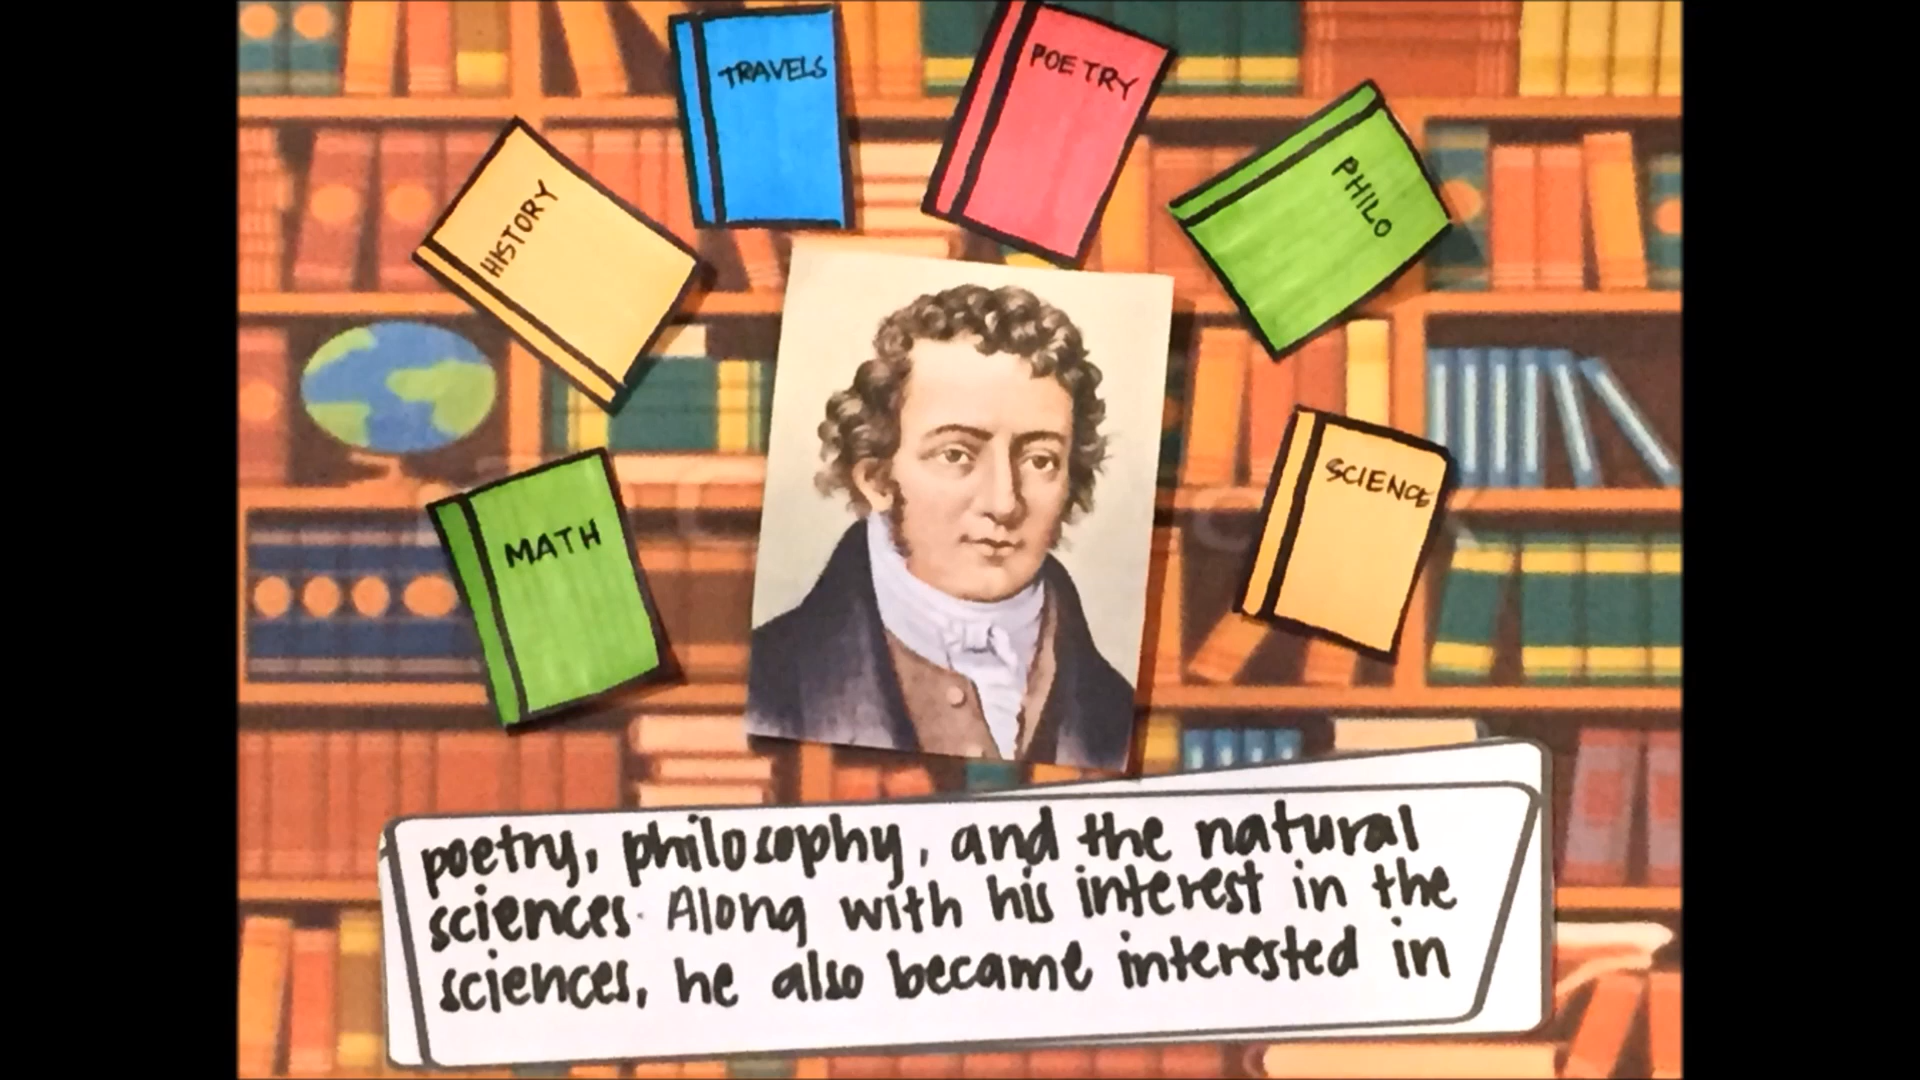 TRAVELS
POETRY
HISTORY
PHILO
SCIENCE
MATH
poetry, philosophy, and the natural
sciences. Along with his interest in the
sciences, he also became interested in